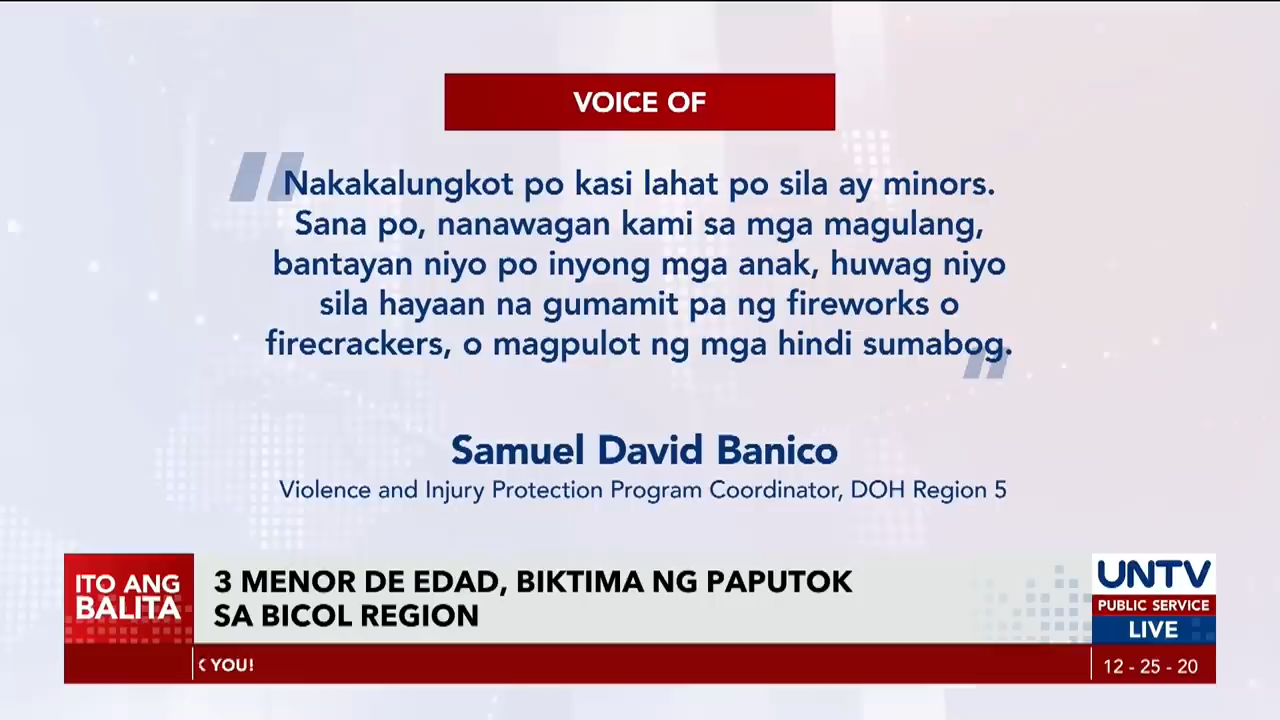 VOICE OF
Nakakalungkot po kasi lahat po sila ay minors.
Sana po, nanawagan kami sa mga magulang,
bantayan niyo po inyong mga anak, huwag niyo
sila hayaan na gumamit pa ng fireworks o
firecrackers, o magpulot ng mga hindi sumabog.
Samuel David Banico
Violence and Injury Protection Program Coordinator, DOH Region 5
ITO ANG
BALITA
3 MENOR DE EDAD, BIKTIMA NG PAPUTOK
SA BICOL REGION
UNTV
PUBLIC SERVICE
LIVE
YOU!
12 - 25 - 20